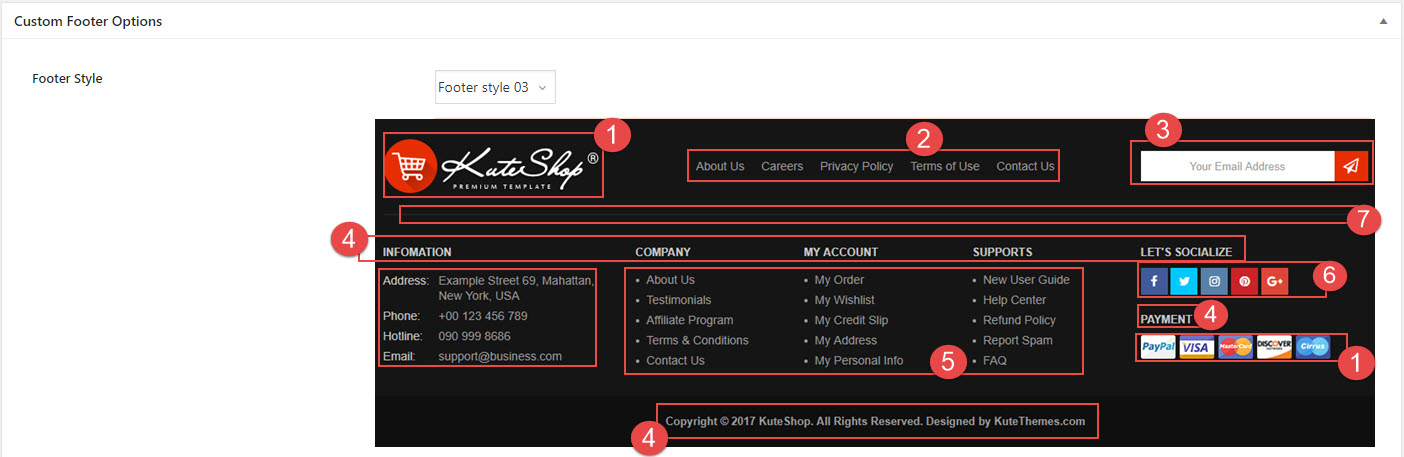 Custom Footer Options
Footer Style
Footer style 03
1
2
3
KuteShop®
PREMIUM TEMPLATE
About Us Careers Privacy Policy Terms of Use Contact Us
Your Email Address
7
4
INFOMATION COMPANY MY ACCOUNT SUPPORTS LET'S SOCIALIZE
Address: Example Street 69, Mahattan,
New York, USA
Phone: +00 123 456 789
Hotline: 090 999 8686
Email: support@business.com
• About Us
• Testimonials
• Affiliate Program
• Terms & Conditions
• Contact Us
• My Order
• My Wishlist
• My Credit Slip
• My Address
• My Personal Info
• New User Guide
• Help Center
• Refund Policy
• Report Spam
• FAQ
5
f G+
6
PAYMENT
4
PayPal VISA MasterCard DISCOVER NETWORK Cirrus
1
Copyright © 2017 KuteShop. All Rights Reserved. Designed by KuteThemes.com
4